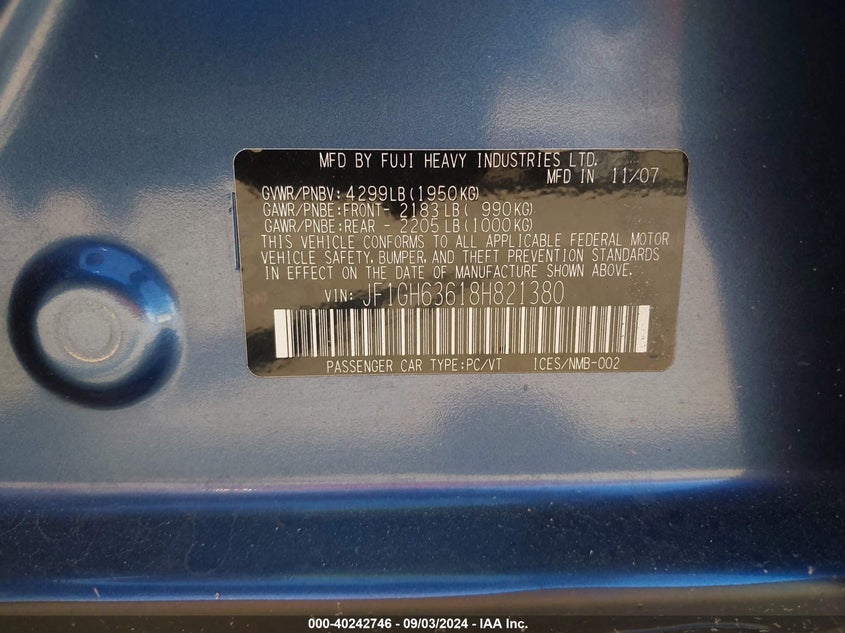 MFD BY FUJI HEAVY INDUSTRIES LTD.
MFD IN 11/07
GVWR/PNBV: 4299LB (1950KG)
GAWR/PNBE: FRONT- 2183 LB ( 990KG)
GAWR/PNBE: REAR - 2205 LB (1000KG)
THIS VEHICLE CONFORMS TO ALL APPLICABLE FEDERAL MOTOR
VEHICLE SAFETY, BUMPER, AND THEFT PREVENTION STANDARDS
IN EFFECT ON THE DATE OF MANUFACTURE SHOWN ABOVE.
VIN: JF1GH63618H821380
PASSENGER CAR TYPE:PC/VT ICES/NMB-002
000-40242746 - 09/03/2024 - IAA Inc.